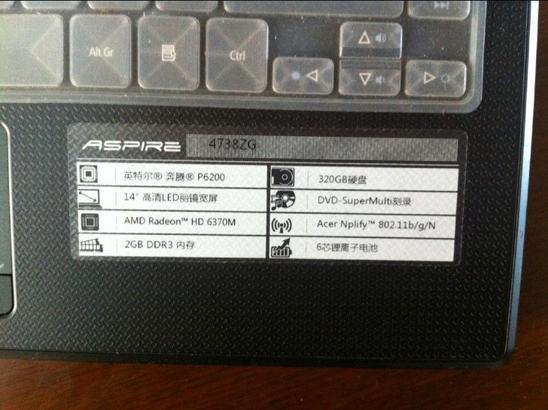 Alt Gr
Ctrl
ASPIRE 4738ZG
英特尔® 奔腾® P6200
320GB硬盘
14" 高清LED丽镜宽屏
DVD-SuperMulti刻录
AMD Radeon™ HD 6370M
Acer Nplify™ 802.11b/g/N
2GB DDR3 内存
6芯锂离子电池